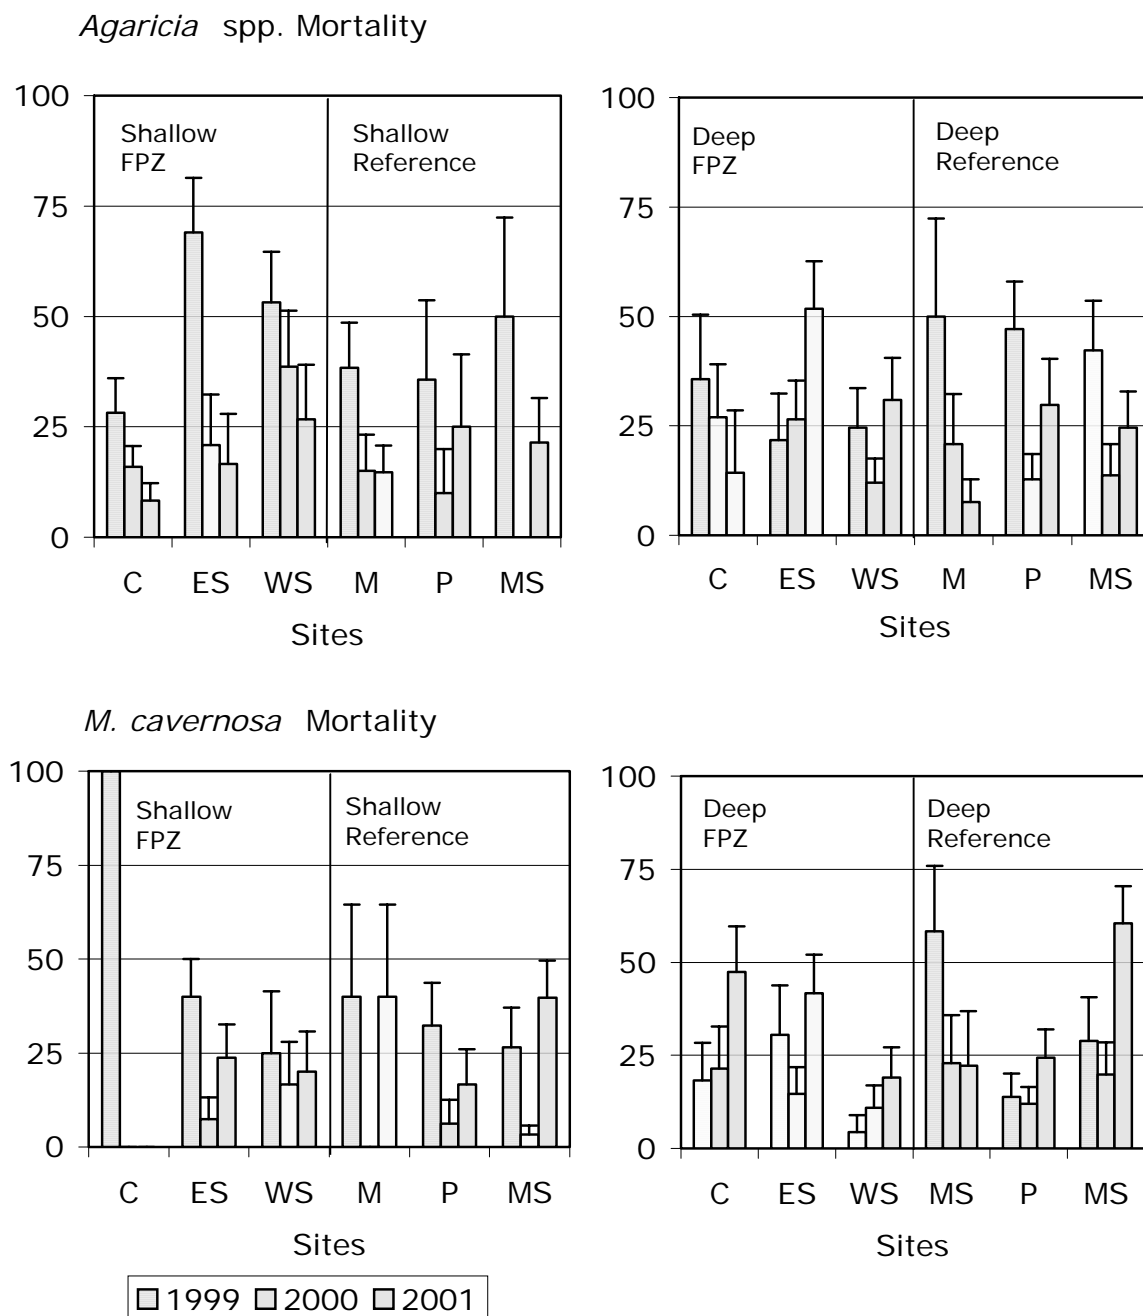 Agaricia spp. Mortality
100
75
50
25
0
Shallow
FPZ
Shallow
Reference
C ES WS M P MS
Sites
100
75
50
25
0
Deep
FPZ
Deep
Reference
C ES WS M P MS
Sites
M. cavernosa Mortality
100
75
50
25
0
Shallow
FPZ
Shallow
Reference
C ES WS M P MS
Sites
100
75
50
25
0
Deep
FPZ
Deep
Reference
C ES WS MS P MS
Sites
1999 2000 2001